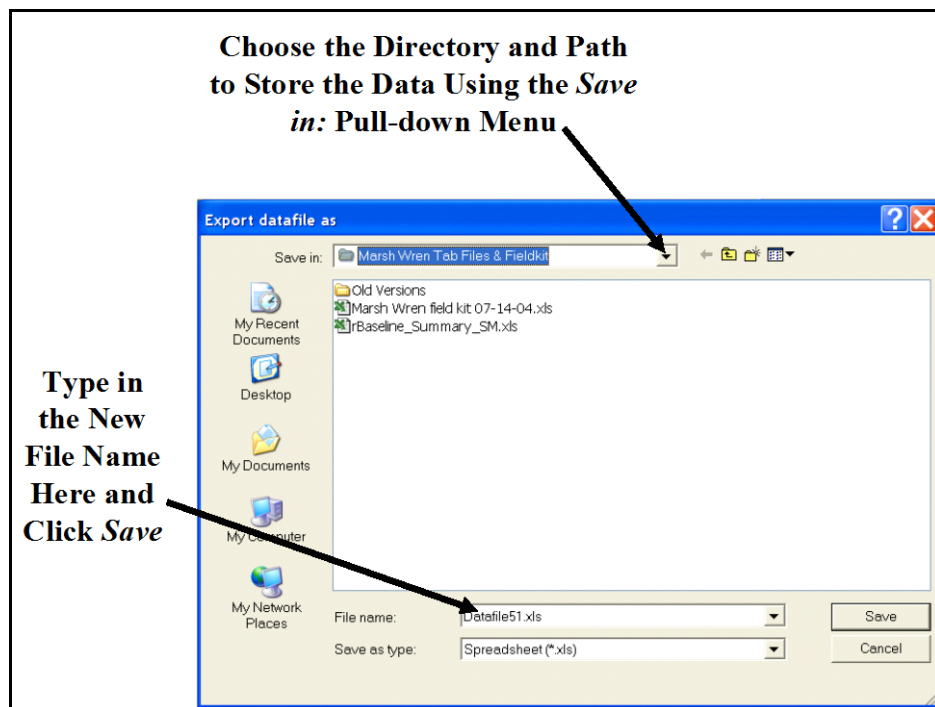 Choose the Directory and Path
to Store the Data Using the Save
in: Pull-down Menu
Export datafile as
Save in:
Marsh Wren Tab Files & Fieldkit
Old Versions
Marsh Wren field kit 07-14-04.xls
rBaseline_Summary_SM.xls
My Recent
Documents
Desktop
My Documents
My Computer
My Network
Places
Type in
the New
File Name
Here and
Click Save
File name:
Datafile51.xls
Save
Save as type:
Spreadsheet (*.xls)
Cancel